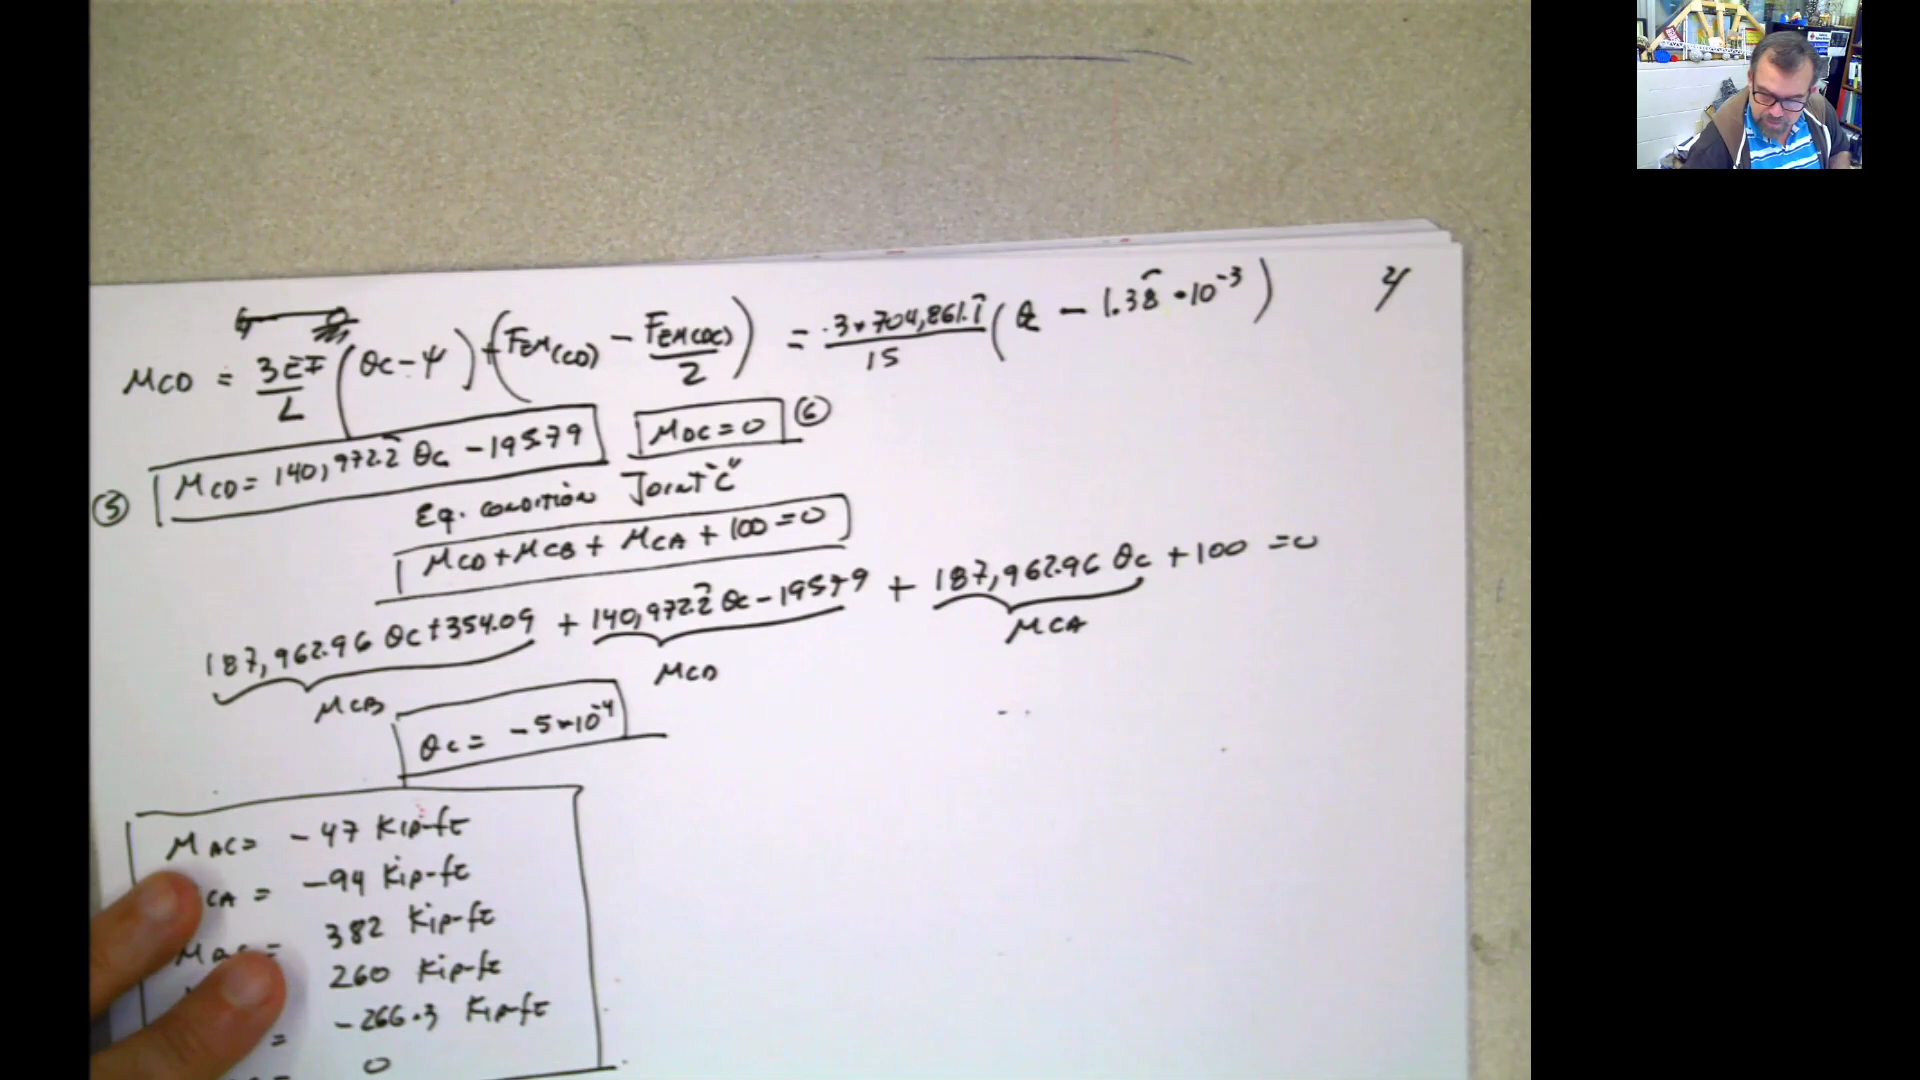 4
MCD = 3EI/L (θc - ψ) + (FEM(CD) - FEM(DC)/2) = 3*704,861.1̂/15 (θc - 1.38̂ * 10^-3)
⑤ MCD = 140,972.2̂ θc - 195.79 MDC = 0 ⑥
Eq. condition Joint "C"
MCD + MCB + MCA + 100 = 0
187,962.96 θc + 354.09 + 140,972.2̂ θc - 195.79 + 187,962.96 θc + 100 = 0
MCB MCD MCA
θc = -5*10^-4
MAC = -47 Kip-ft
CA = -94 Kip-ft
382 Kip-ft
260 Kip-ft
= -266.3 Kip-ft
= 0